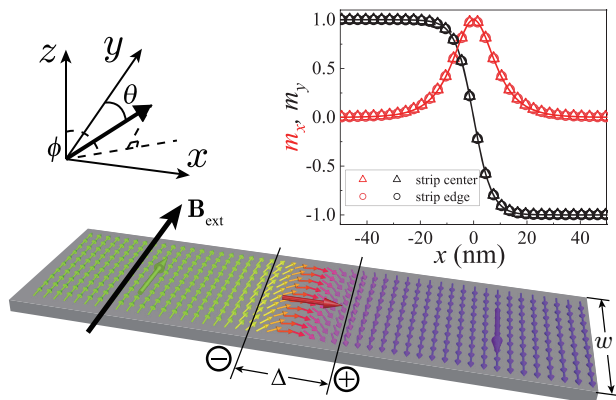 z
y
θ
ϕ
x
B_ext
⊖
Δ
⊕
w
m_x, m_y
1.0
0.5
0.0
-0.5
-1.0
△ △ strip center
○ ○ strip edge
-40 -20 0 20 40
x (nm)